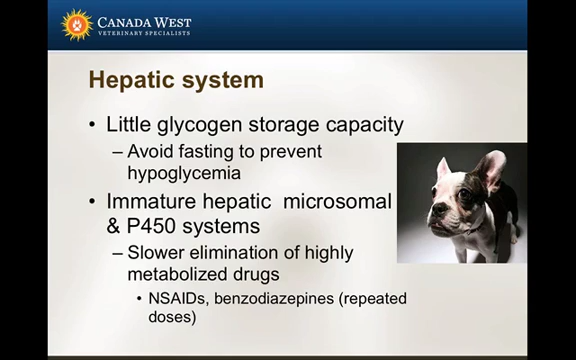 CANADA WEST
VETERINARY SPECIALISTS
Hepatic system
• Little glycogen storage capacity
– Avoid fasting to prevent
hypoglycemia
• Immature hepatic microsomal
& P450 systems
– Slower elimination of highly
metabolized drugs
• NSAIDs, benzodiazepines (repeated
doses)